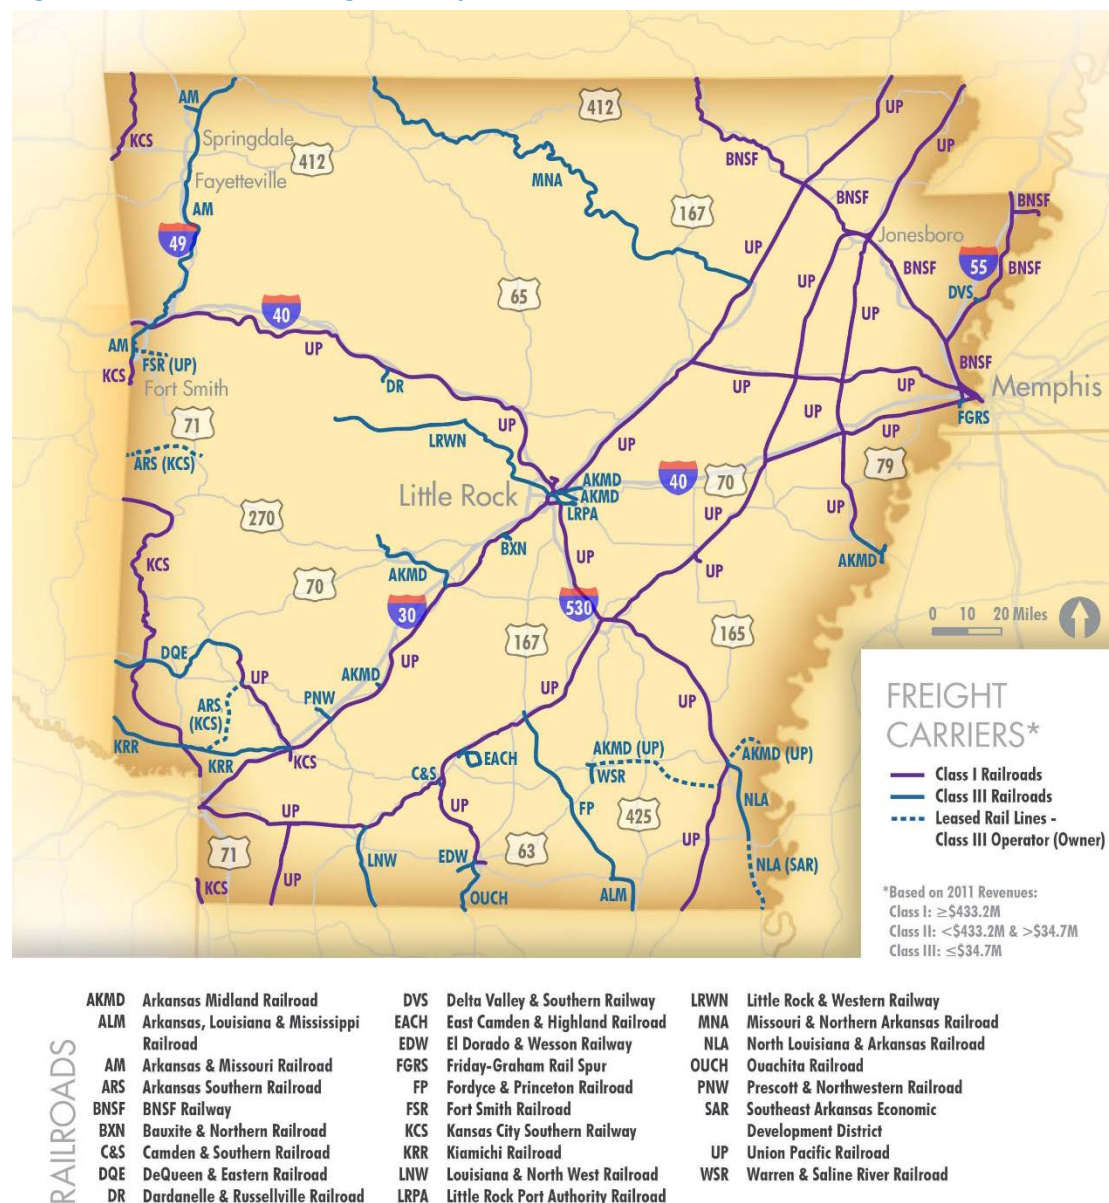 AM
KCS
Springdale
412
412
Fayetteville
MNA
AM
49
167
UP
UP
BNSF
BNSF
BNSF
UP
Jonesboro
BNSF
55
BNSF
DVS
65
40
UP
UP
UP
AM
FSR (UP)
KCS
Fort Smith
DR
UP
UP
BNSF
Memphis
FGRS
71
LRWN
UP
UP
UP
ARS (KCS)
79
Little Rock
AKMD
AKMD
LRPA
40
70
270
UP
UP
KCS
BXN
UP
AKMD
AKMD
UP
70
30
530
0 10 20 Miles
167
165
DQE
UP
AKMD
UP
ARS
(KCS)
PNW
UP
UP
KRR
KRR
KCS
EACH
C&S
AKMD (UP)
WSR
AKMD (UP)
UP
UP
FP
425
NLA
UP
71
LNW
EDW
63
NLA (SAR)
KCS
UP
OUCH
ALM
FREIGHT
CARRIERS*
Class I Railroads
Class III Railroads
Leased Rail Lines -
Class III Operator (Owner)
*Based on 2011 Revenues:
Class I: ≥$433.2M
Class II: <$433.2M & >$34.7M
Class III: ≤$34.7M
RAILROADS
AKMD Arkansas Midland Railroad
ALM Arkansas, Louisiana & Mississippi
Railroad
AM Arkansas & Missouri Railroad
ARS Arkansas Southern Railroad
BNSF BNSF Railway
BXN Bauxite & Northern Railroad
C&S Camden & Southern Railroad
DQE DeQueen & Eastern Railroad
DR Dardanelle & Russellville Railroad
DVS Delta Valley & Southern Railway
EACH East Camden & Highland Railroad
EDW El Dorado & Wesson Railway
FGRS Friday-Graham Rail Spur
FP Fordyce & Princeton Railroad
FSR Fort Smith Railroad
KCS Kansas City Southern Railway
KRR Kiamichi Railroad
LNW Louisiana & North West Railroad
LRPA Little Rock Port Authority Railroad
LRWN Little Rock & Western Railway
MNA Missouri & Northern Arkansas Railroad
NLA North Louisiana & Arkansas Railroad
OUCH Ouachita Railroad
PNW Prescott & Northwestern Railroad
SAR Southeast Arkansas Economic
Development District
UP Union Pacific Railroad
WSR Warren & Saline River Railroad